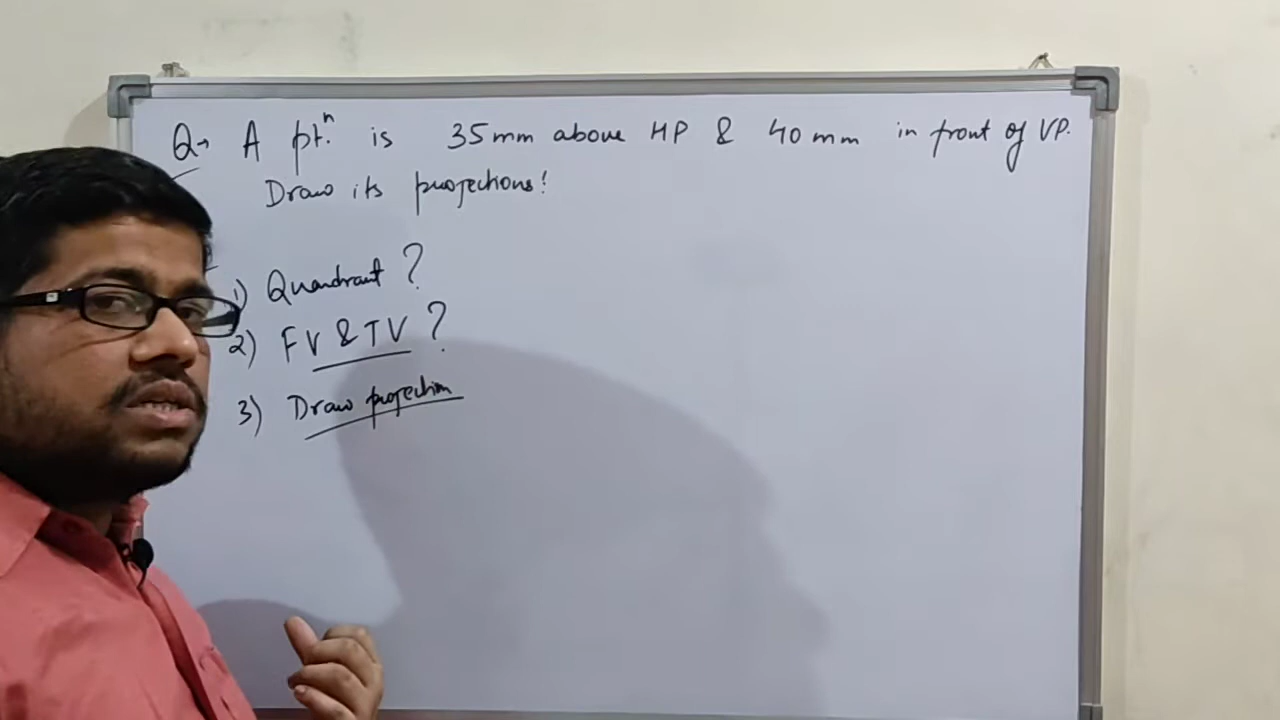 Q→ A pt.ⁿ is 35mm above HP & 40mm in front of VP.
Draw its projections!
1) Quandrant ?
2) FV & TV ?
3) Draw projection